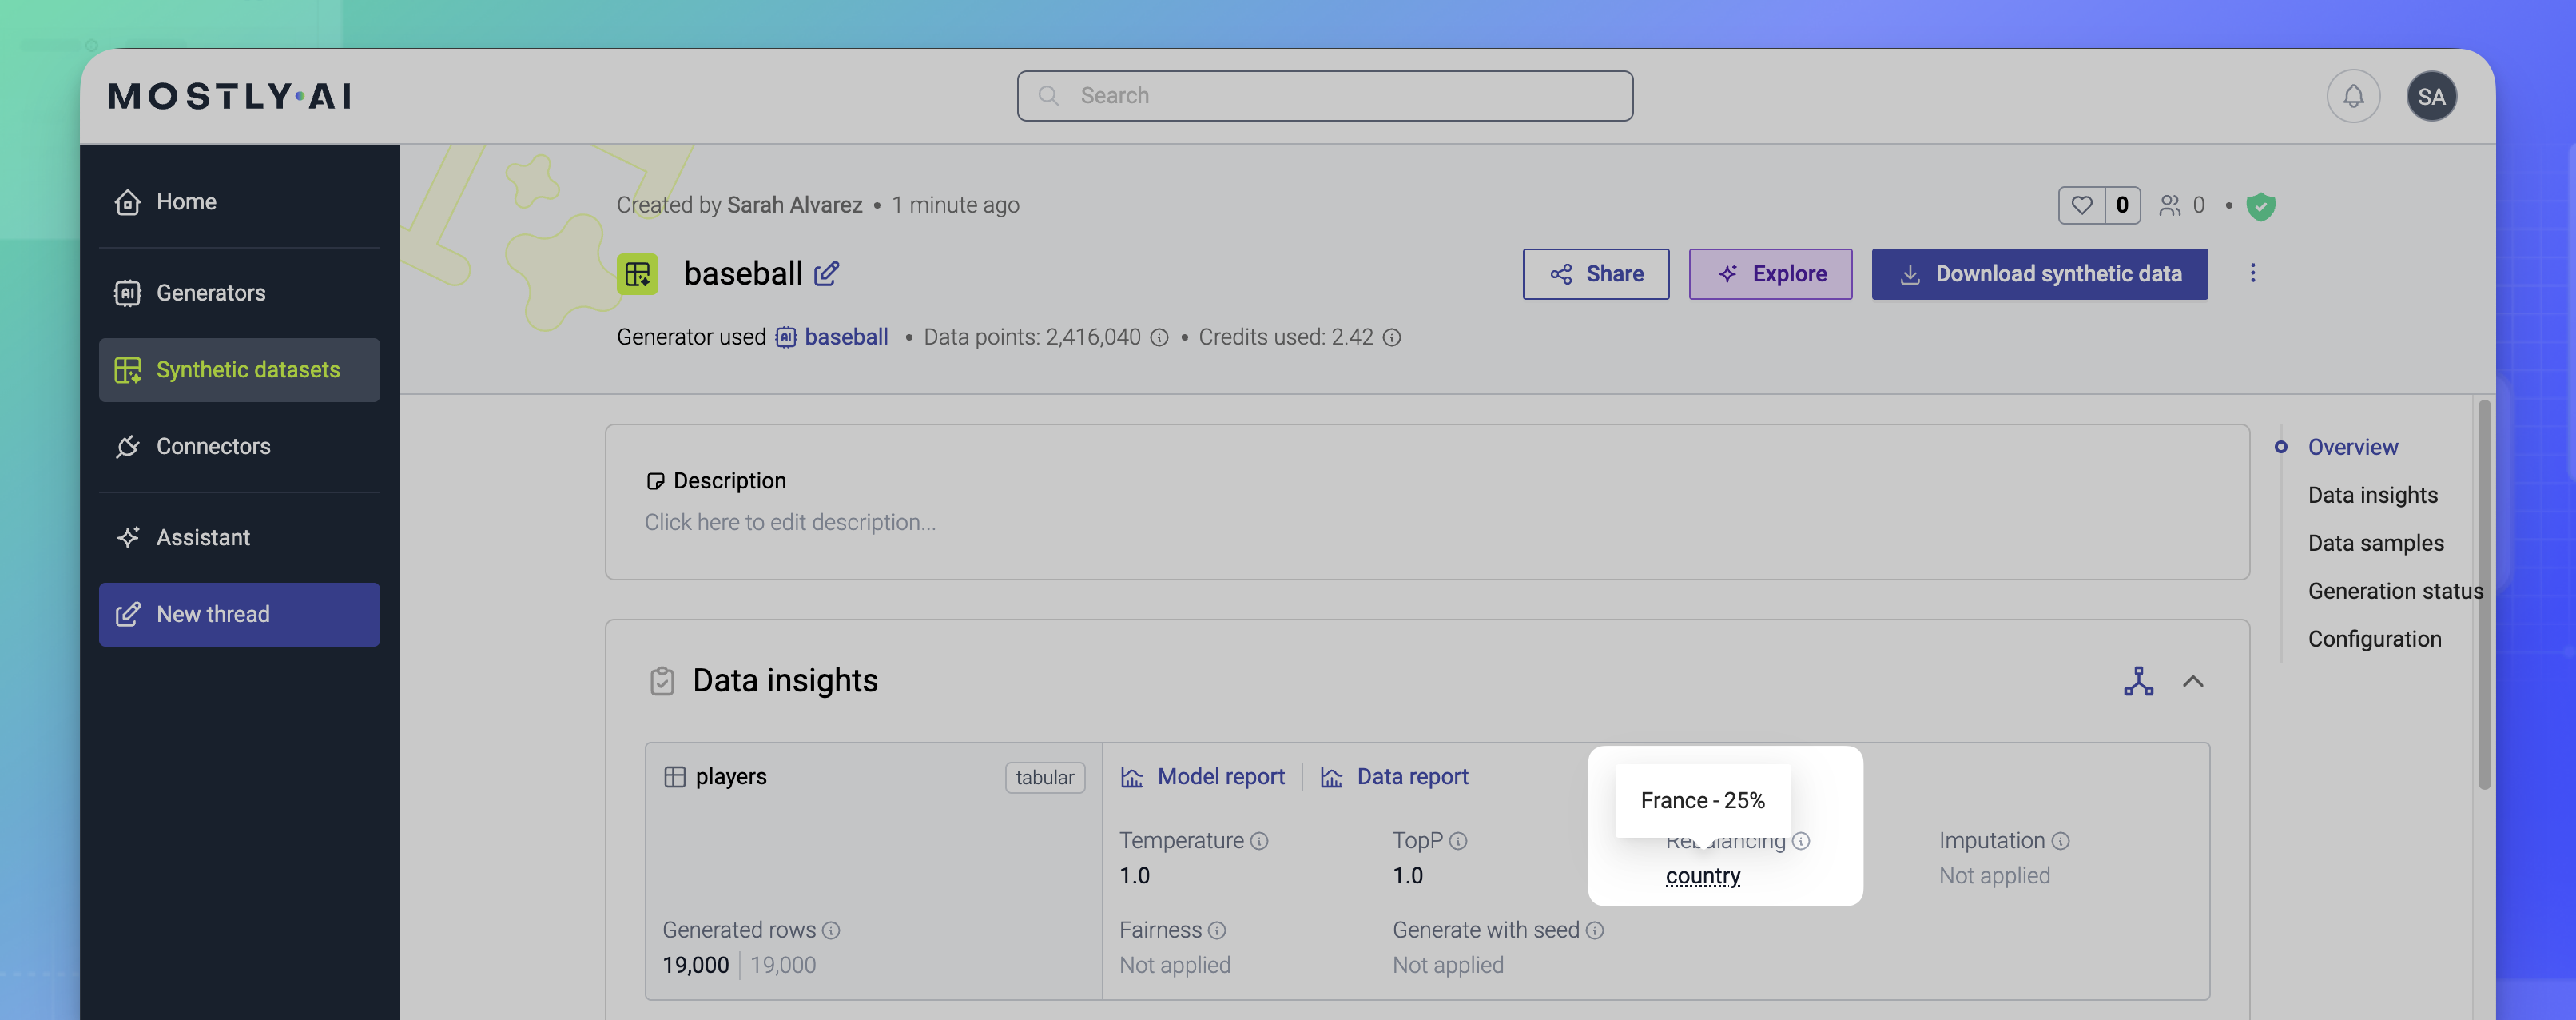 MOSTLY·AI
Search
SA
Home
Generators
Synthetic datasets
Connectors
Assistant
New thread
Created by Sarah Alvarez • 1 minute ago
0
0
baseball
Share
Explore
Download synthetic data
Generator used baseball • Data points: 2,416,040 • Credits used: 2.42
Description
Click here to edit description...
Overview
Data insights
Data samples
Generation status
Configuration
Data insights
players
tabular
Model report
Data report
France - 25%
Temperature
TopP
Rebalancing
Imputation
1.0
1.0
country
Not applied
Generated rows
Fairness
Generate with seed
19,000 | 19,000
Not applied
Not applied